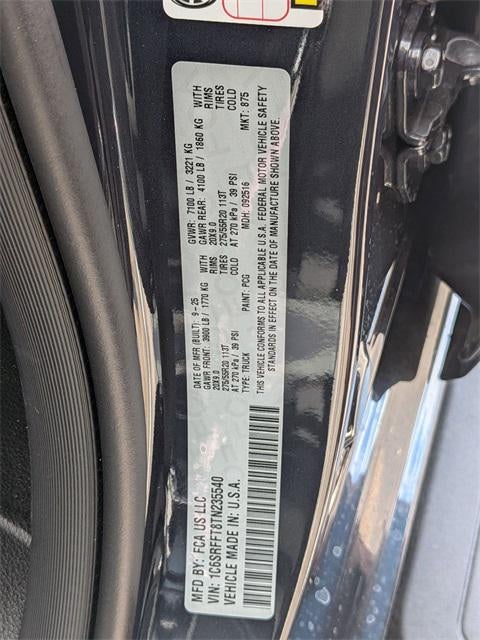 MFD BY: FCA US LLC
VIN: 1C6SRFFT8TN235540
VEHICLE MADE IN: U.S.A.
DATE OF MFR (BUILT): 9-25
GAWR FRONT: 3900 LB / 1770 KG WITH
20X9.0 RIMS
275/55R20 113T TIRES
AT 270 kPa / 39 PSI COLD
TYPE: TRUCK
PAINT: PCG
GVWR: 7100 LB / 3221 KG
GAWR REAR: 4100 LB / 1860 KG WITH
20X9.0 RIMS
275/55R20 113T TIRES
AT 270 kPa / 39 PSI COLD
MDH: 092516
MKT: 875
THIS VEHICLE CONFORMS TO ALL APPLICABLE U.S.A. FEDERAL MOTOR VEHICLE SAFETY
STANDARDS IN EFFECT ON THE DATE OF MANUFACTURE SHOWN ABOVE.